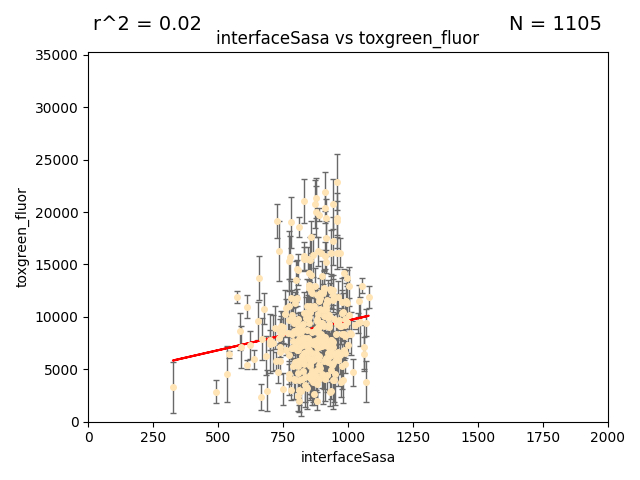 r^2 = 0.02
N = 1105
interfaceSasa vs toxgreen_fluor
35000
30000
25000
20000
15000
10000
5000
0
toxgreen_fluor
0 250 500 750 1000 1250 1500 1750 2000
interfaceSasa